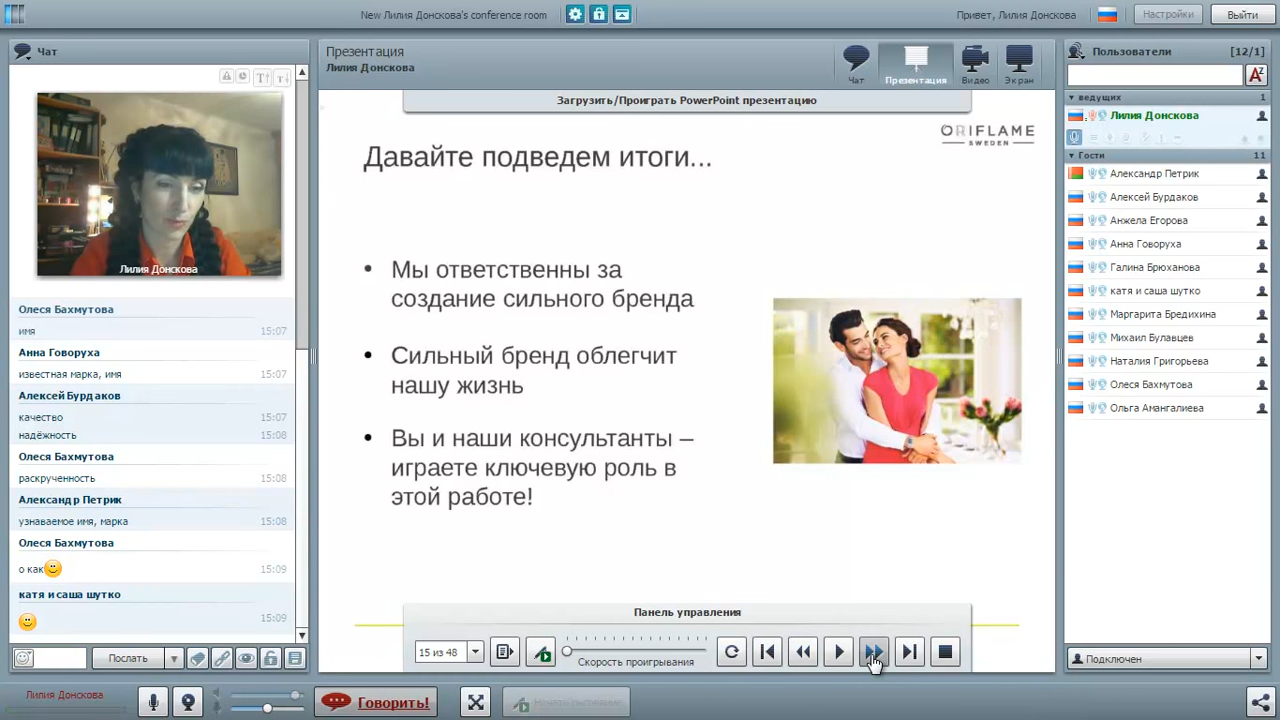 New Лилия Донскова's conference room
Привет, Лилия Донскова
Настройки
Выйти
Чат
Лилия Донскова
Олеся Бахмутова
имя 15:07
Анна Говоруха
известная марка, имя 15:07
Алексей Бурдаков
качество 15:07
надёжность 15:08
Олеся Бахмутова
раскрученность 15:08
Александр Петрик
узнаваемое имя, марка 15:08
Олеся Бахмутова
о как 15:09
катя и саша шутко
15:09
Послать
Презентация
Лилия Донскова
Чат
Презентация
Видео
Экран
Загрузить/Проиграть PowerPoint презентацию
ORIFLAME
SWEDEN
Давайте подведем итоги...
• Мы ответственны за
создание сильного бренда
• Сильный бренд облегчит
нашу жизнь
• Вы и наши консультанты –
играете ключевую роль в
этой работе!
Панель управления
15 из 48
Скорость проигрывания
Пользователи [12/1]
ведущих 1
Лилия Донскова
Гости 11
Александр Петрик
Алексей Бурдаков
Анжела Егорова
Анна Говоруха
Галина Брюханова
катя и саша шутко
Маргарита Бредихина
Михаил Булавцев
Наталия Григорьева
Олеся Бахмутова
Ольга Амангалиева
Подключен
Лилия Донскова
Говорить!